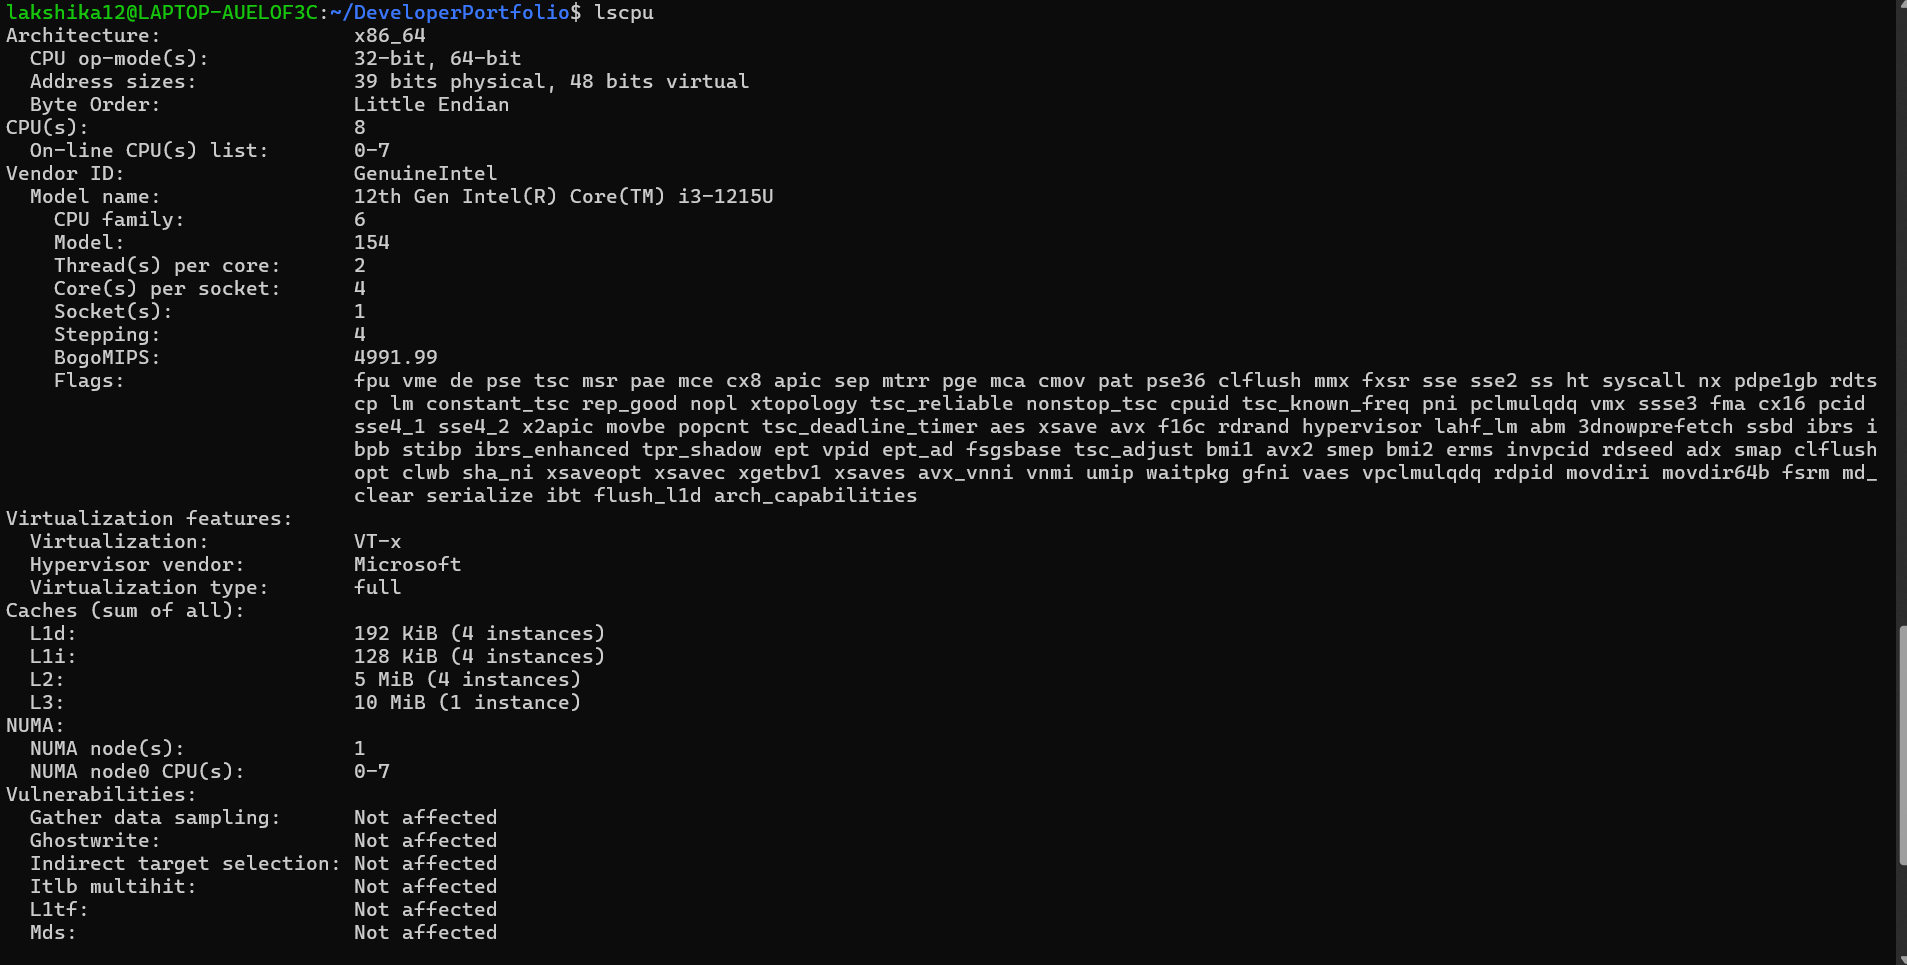 lakshika12@LAPTOP-AUELOF3C:~/DeveloperPortfolio$ lscpu
Architecture: x86_64
CPU op-mode(s): 32-bit, 64-bit
Address sizes: 39 bits physical, 48 bits virtual
Byte Order: Little Endian
CPU(s): 8
On-line CPU(s) list: 0-7
Vendor ID: GenuineIntel
Model name: 12th Gen Intel(R) Core(TM) i3-1215U
CPU family: 6
Model: 154
Thread(s) per core: 2
Core(s) per socket: 4
Socket(s): 1
Stepping: 4
BogoMIPS: 4991.99
Flags: fpu vme de pse tsc msr pae mce cx8 apic sep mtrr pge mca cmov pat pse36 clflush mmx fxsr sse sse2 ss ht syscall nx pdpe1gb rdts
cp lm constant_tsc rep_good nopl xtopology tsc_reliable nonstop_tsc cpuid tsc_known_freq pni pclmulqdq vmx ssse3 fma cx16 pcid
sse4_1 sse4_2 x2apic movbe popcnt tsc_deadline_timer aes xsave avx f16c rdrand hypervisor lahf_lm abm 3dnowprefetch ssbd ibrs i
bpb stibp ibrs_enhanced tpr_shadow ept vpid ept_ad fsgsbase tsc_adjust bmi1 avx2 smep bmi2 erms invpcid rdseed adx smap clflush
opt clwb sha_ni xsaveopt xsavec xgetbv1 xsaves avx_vnni vnmi umip waitpkg gfni vaes vpclmulqdq rdpid movdiri movdir64b fsrm md_
clear serialize ibt flush_l1d arch_capabilities
Virtualization features:
Virtualization: VT-x
Hypervisor vendor: Microsoft
Virtualization type: full
Caches (sum of all):
L1d: 192 KiB (4 instances)
L1i: 128 KiB (4 instances)
L2: 5 MiB (4 instances)
L3: 10 MiB (1 instance)
NUMA:
NUMA node(s): 1
NUMA node0 CPU(s): 0-7
Vulnerabilities:
Gather data sampling: Not affected
Ghostwrite: Not affected
Indirect target selection: Not affected
Itlb multihit: Not affected
L1tf: Not affected
Mds: Not affected